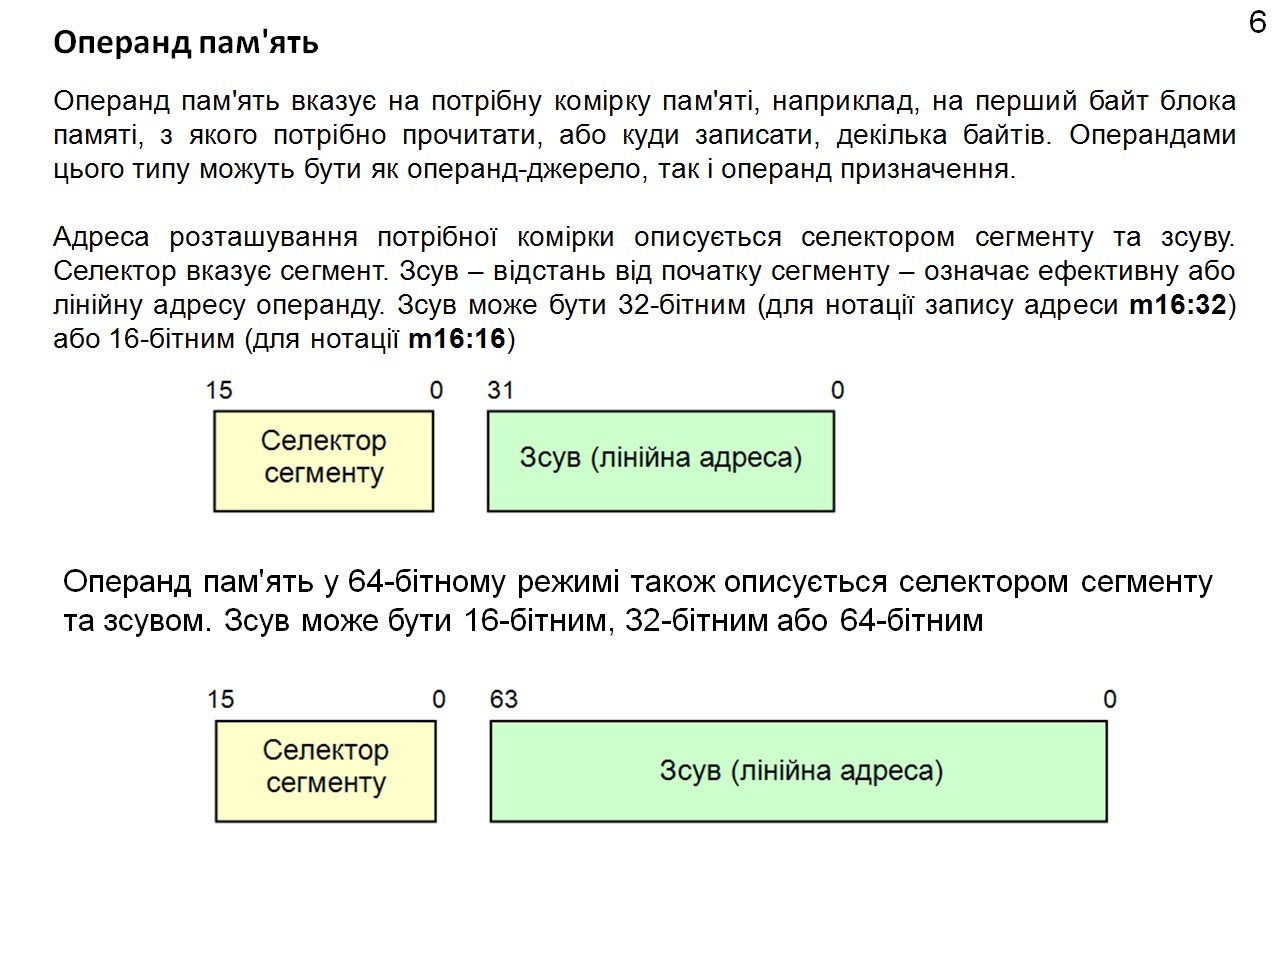 6
Операнд пам'ять
Операнд пам'ять вказує на потрібну комірку пам'яті, наприклад, на перший байт блока
памяті, з якого потрібно прочитати, або куди записати, декілька байтів. Операндами
цього типу можуть бути як операнд-джерело, так і операнд призначення.
Адреса розташування потрібної комірки описується селектором сегменту та зсуву.
Селектор вказує сегмент. Зсув – відстань від початку сегменту – означає ефективну або
лінійну адресу операнду. Зсув може бути 32-бітним (для нотації запису адреси m16:32)
або 16-бітним (для нотації m16:16)
15 0 31 0
Селектор
сегменту
Зсув (лінійна адреса)
Операнд пам'ять у 64-бітному режимі також описується селектором сегменту
та зсувом. Зсув може бути 16-бітним, 32-бітним або 64-бітним
15 0 63 0
Селектор
сегменту
Зсув (лінійна адреса)